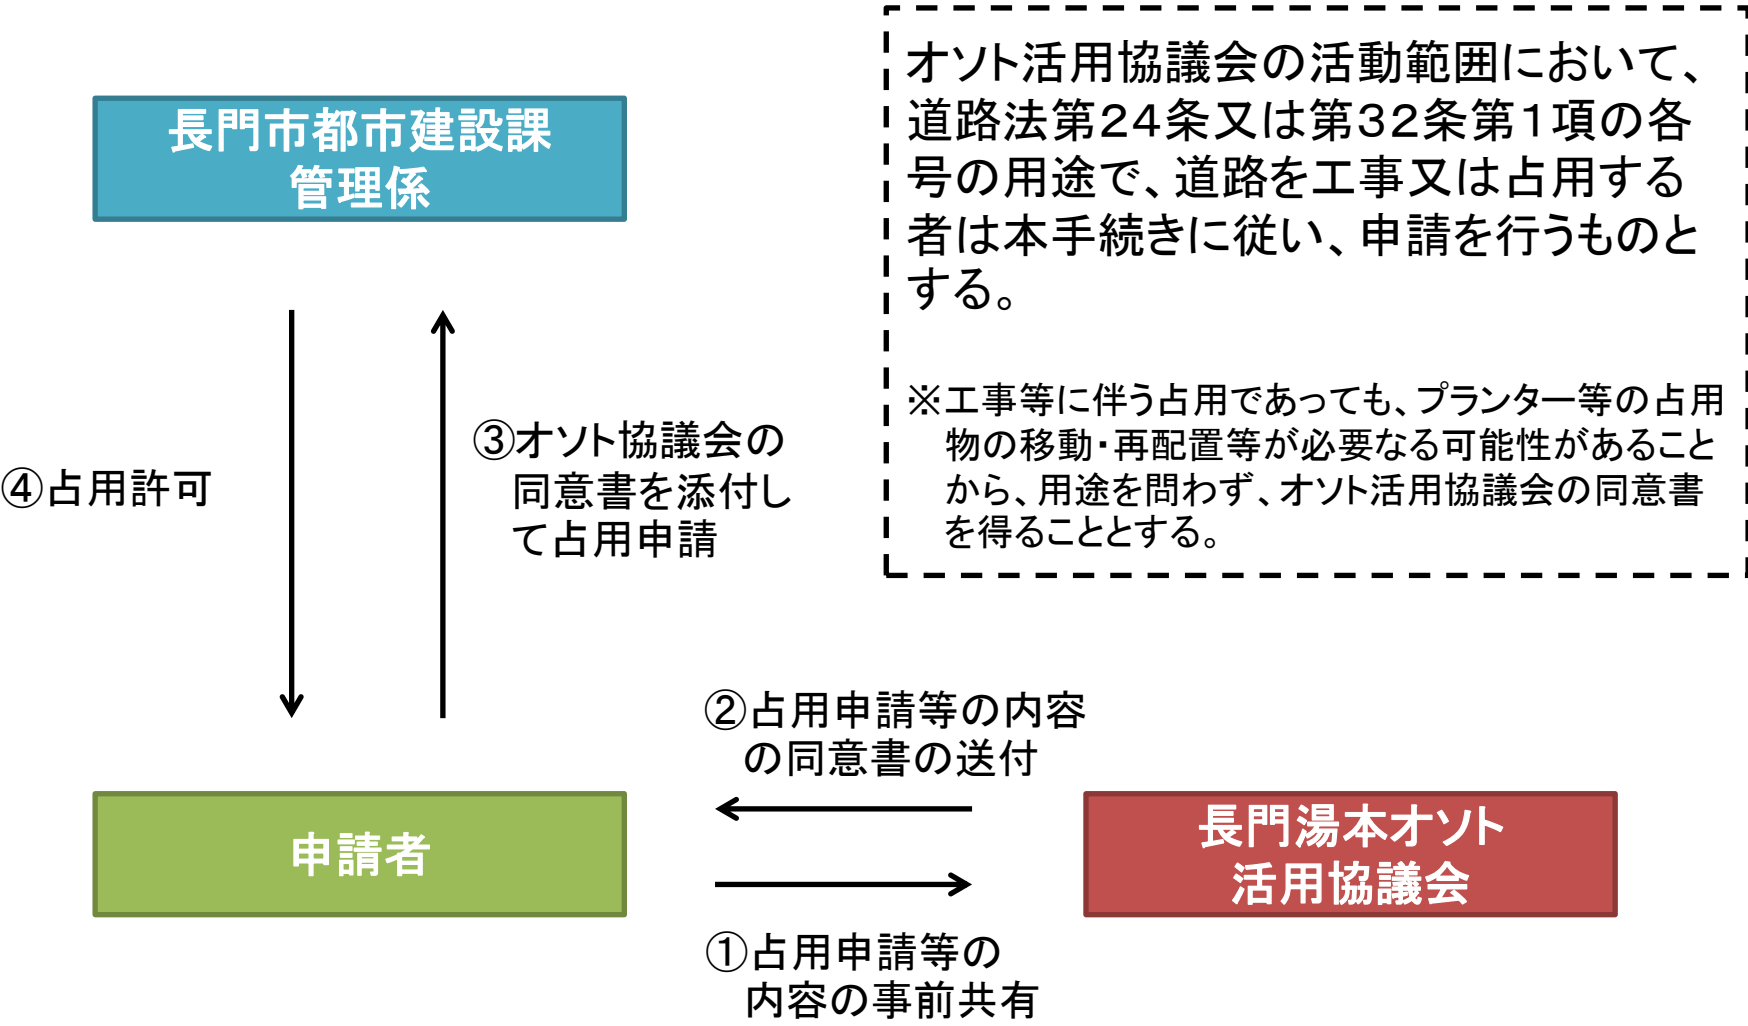 オソト活用協議会の活動範囲において、
道路法第24条又は第32条第1項の各
号の用途で、道路を工事又は占用する
者は本手続きに従い、申請を行うものと
する。
※工事等に伴う占用であっても、プランター等の占用
物の移動・再配置等が必要なる可能性があること
から、用途を問わず、オソト活用協議会の同意書
を得ることとする。
長門市都市建設課
管理係
④占用許可
③オソト協議会の
同意書を添付し
て占用申請
②占用申請等の内容
の同意書の送付
申請者
長門湯本オソト
活用協議会
①占用申請等の
内容の事前共有